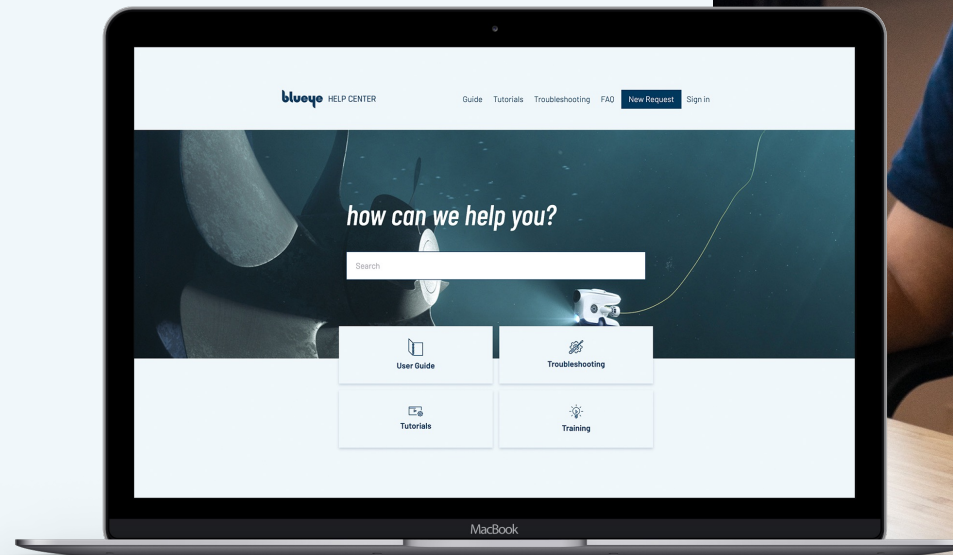 blueye HELP CENTER
Guide Tutorials Troubleshooting FAQ New Request Sign in
how can we help you?
Search
User Guide
Troubleshooting
Tutorials
Training
MacBook